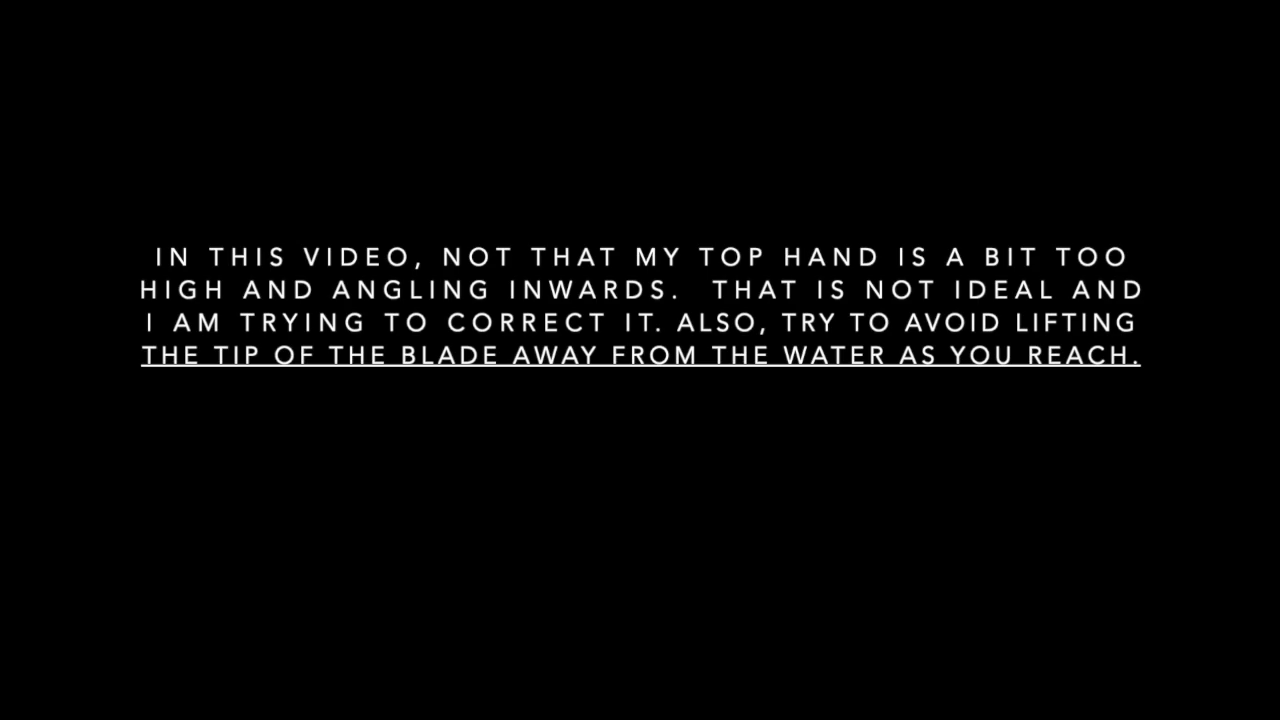 IN THIS VIDEO, NOT THAT MY TOP HAND IS A BIT TOO
HIGH AND ANGLING INWARDS.  THAT IS NOT IDEAL AND
I AM TRYING TO CORRECT IT. ALSO, TRY TO AVOID LIFTING
THE TIP OF THE BLADE AWAY FROM THE WATER AS YOU REACH.